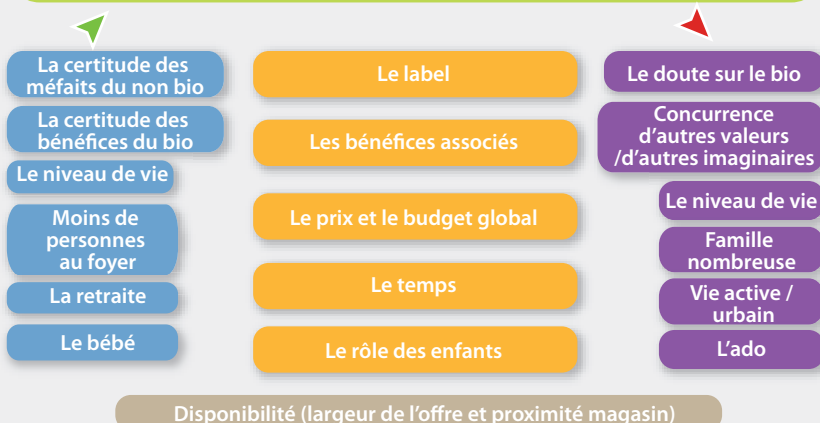 La certitude des
méfaits du non bio
La certitude des
bénéfices du bio
Le niveau de vie
Moins de
personnes
au foyer
La retraite
Le bébé
Le label
Les bénéfices associés
Le prix et le budget global
Le temps
Le rôle des enfants
Le doute sur le bio
Concurrence
d’autres valeurs
/d’autres imaginaires
Le niveau de vie
Famille
nombreuse
Vie active /
urbain
L’ado
Disponibilité (largeur de l’offre et proximité magasin)